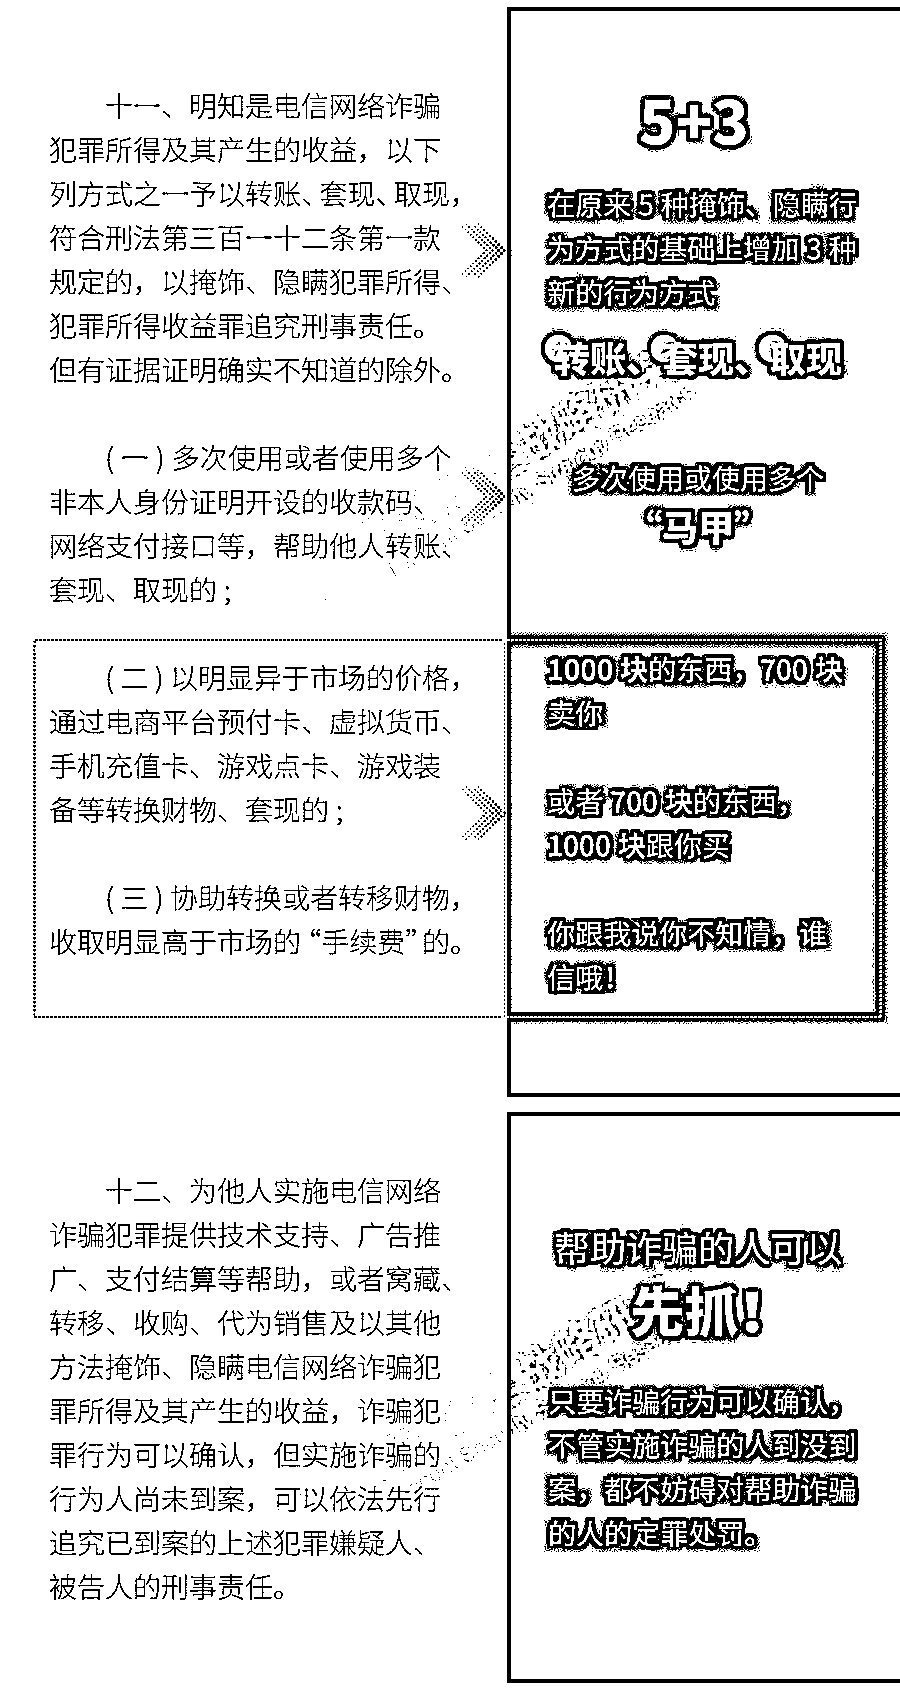 十一、明知是电信网络诈骗
犯罪所得及其产生的收益，以下
列方式之一予以转账、套现、取现，
符合刑法第三百一十二条第一款
规定的，以掩饰、隐瞒犯罪所得、
犯罪所得收益罪追究刑事责任。
但有证据证明确实不知道的除外。
（一）多次使用或者使用多个
非本人身份证明开设的收款码、
网络支付接口等，帮助他人转账、
套现、取现的；
（二）以明显异于市场的价格，
通过电商平台预付卡、虚拟货币、
手机充值卡、游戏点卡、游戏装
备等转换财物、套现的；
（三）协助转换或者转移财物，
收取明显高于市场的“手续费”的。
5+3
在原来5种掩饰、隐瞒行
为方式的基础上增加3种
新的行为方式
转账、套现、取现
多次使用或使用多个
“马甲”
1000块的东西，700块
卖你
或者700块的东西，
1000块跟你买
你跟我说你不知情，谁
信哦！
十二、为他人实施电信网络
诈骗犯罪提供技术支持、广告推
广、支付结算等帮助，或者窝藏、
转移、收购、代为销售及以其他
方法掩饰、隐瞒电信网络诈骗犯
罪所得及其产生的收益，诈骗犯
罪行为可以确认，但实施诈骗的
行为人尚未到案，可以依法先行
追究已到案的上述犯罪嫌疑人、
被告人的刑事责任。
帮助诈骗的人可以
先抓！
只要诈骗行为可以确认，
不管实施诈骗的人到没到
案，都不妨碍对帮助诈骗
的人的定罪处罚。